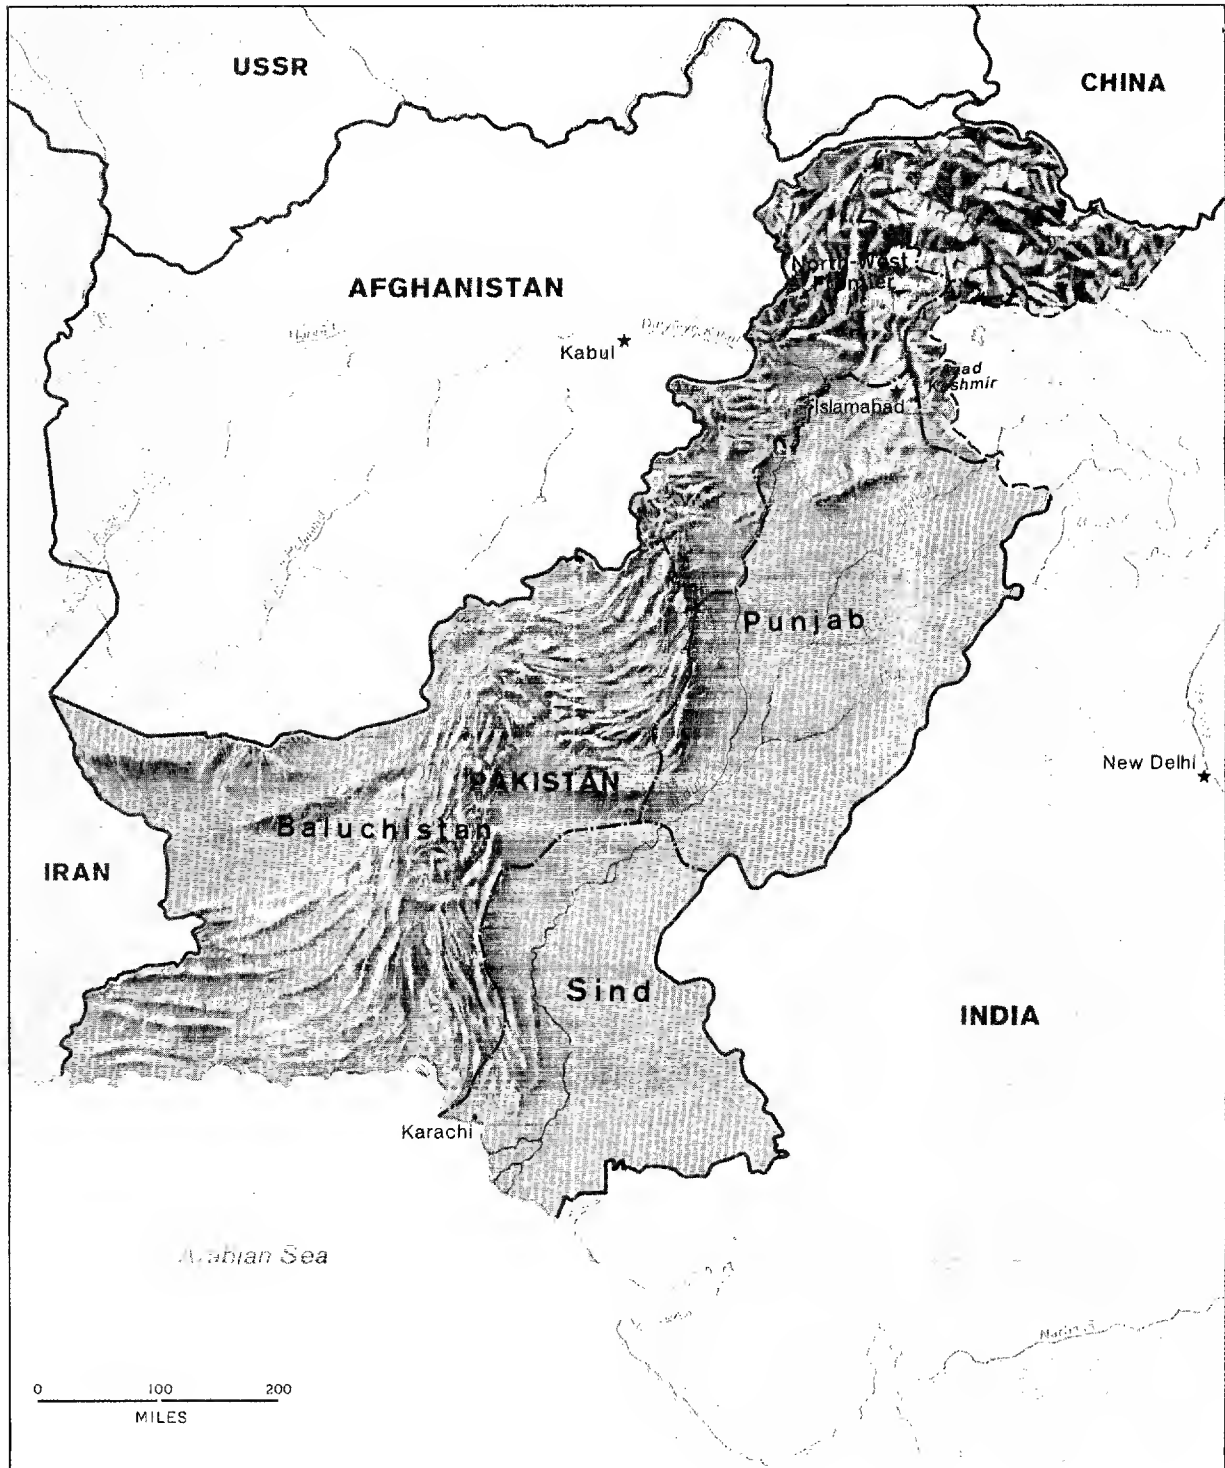 USSR
CHINA
North-West
Frontier
AFGHANISTAN
Kabul
Azad
Kashmir
Islamabad
Punjab
New Delhi
PAKISTAN
Baluchistan
IRAN
Sind
INDIA
Karachi
Arabian Sea
0 100 200
MILES